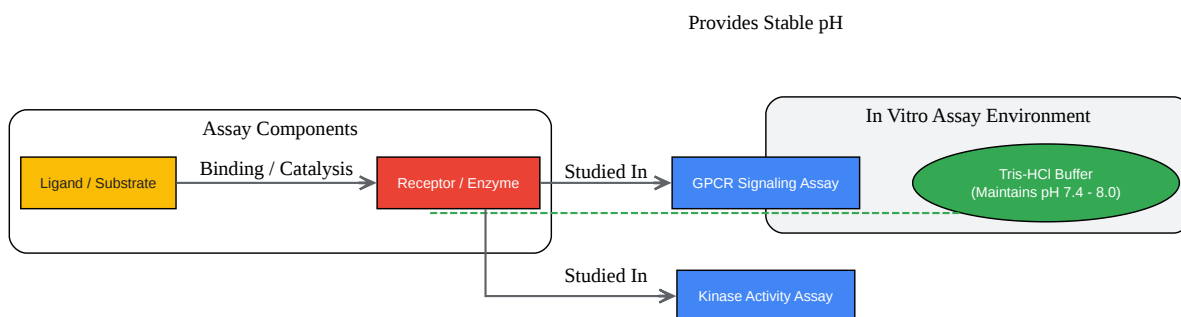 Provides Stable pH
Assay Components
In Vitro Assay Environment
Ligand / Substrate
Binding / Catalysis
Receptor / Enzyme
Studied In
GPCR Signaling Assay
Tris-HCl Buffer
(Maintains pH 7.4 - 8.0)
Studied In
Kinase Activity Assay